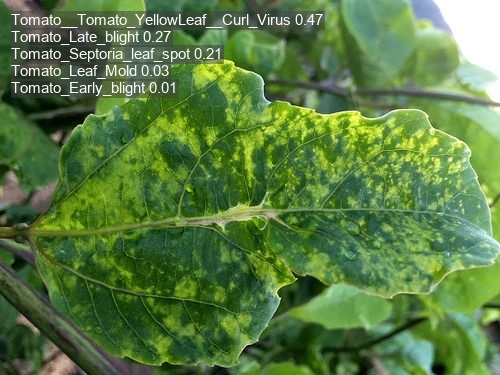 Tomato__Tomato_YellowLeaf__Curl_Virus 0.47
Tomato_Late_blight 0.27
Tomato_Septoria_leaf_spot 0.21
Tomato_Leaf_Mold 0.03
Tomato_Early_blight 0.01